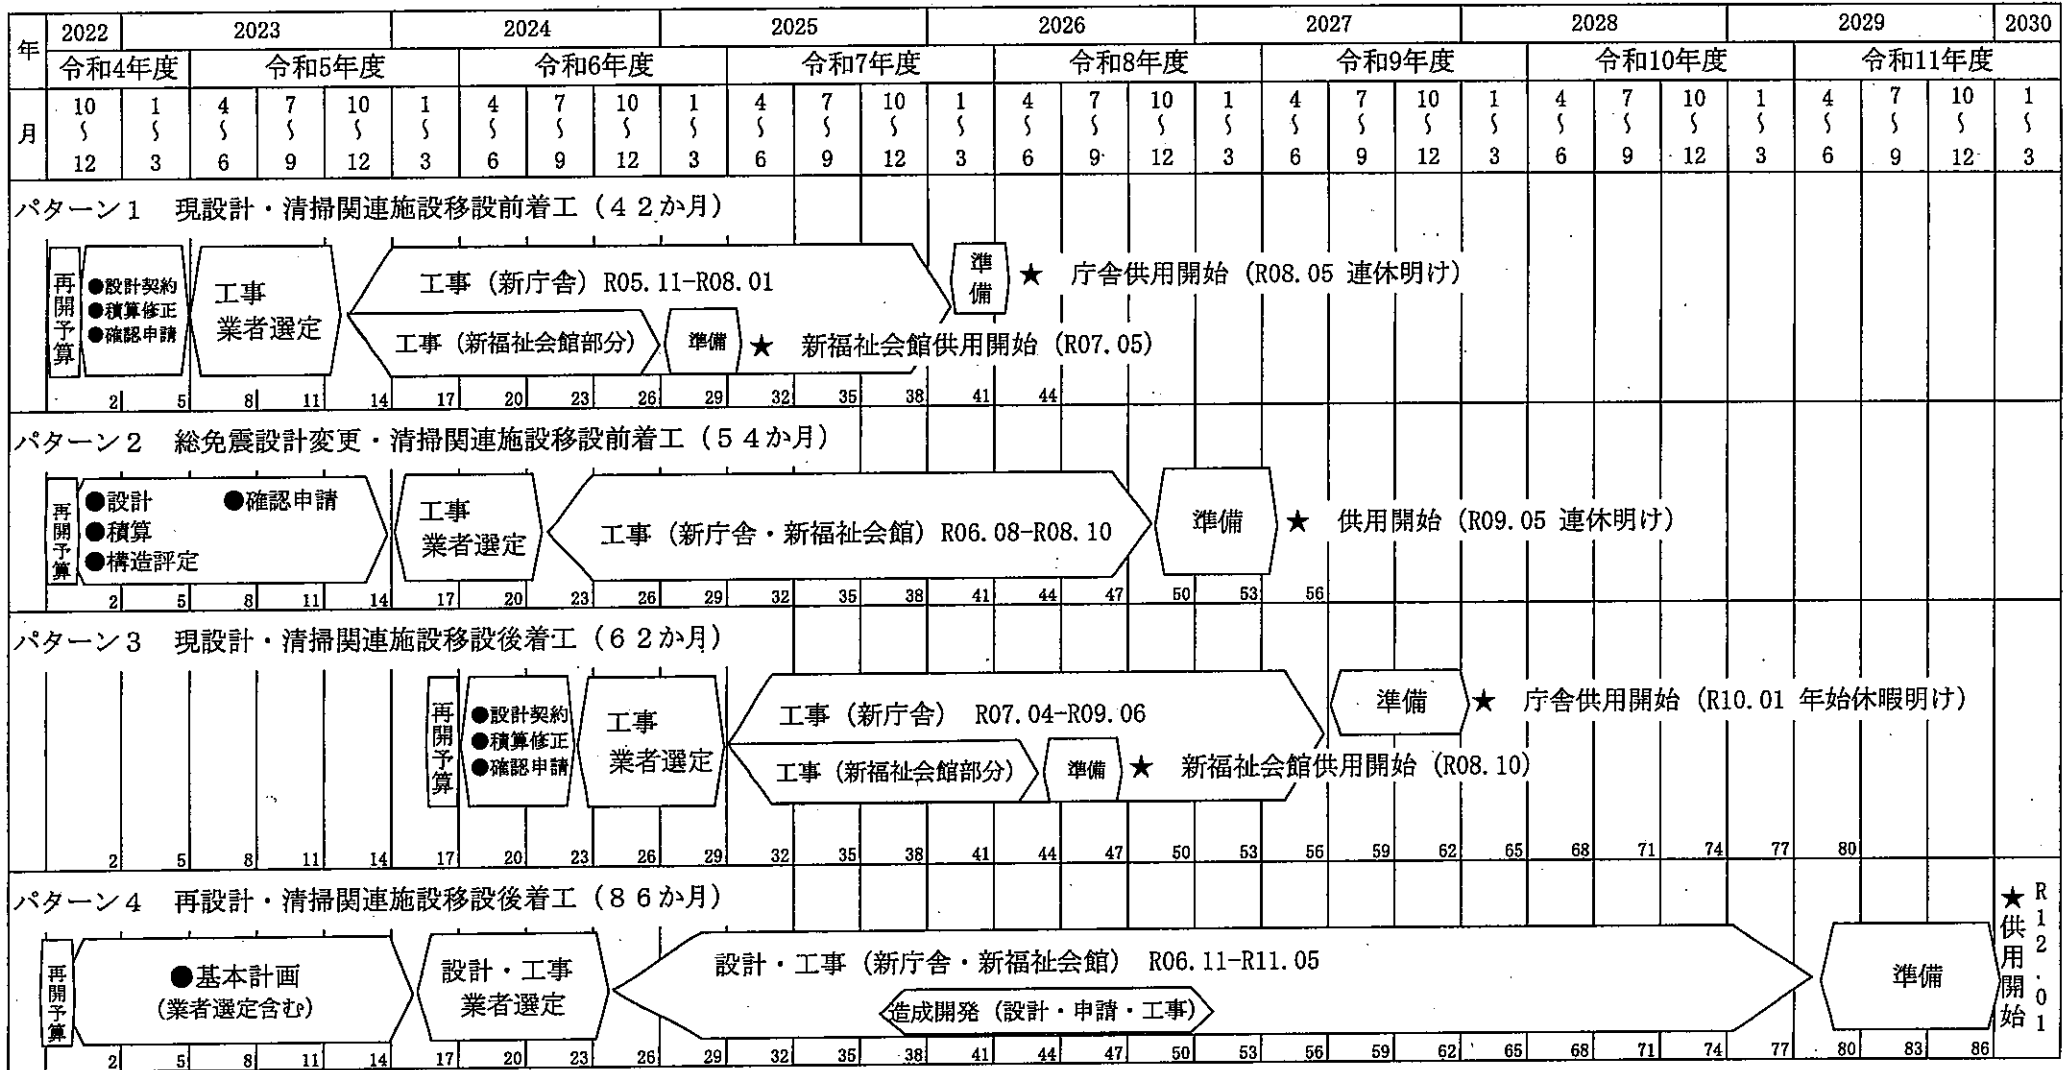 年 2022 2023 2024 2025 2026 2027 2028 2029 2030
令和4年度 令和5年度 令和6年度 令和7年度 令和8年度 令和9年度 令和10年度 令和11年度
月 10〜12 1〜3 4〜6 7〜9 10〜12 1〜3 4〜6 7〜9 10〜12 1〜3 4〜6 7〜9 10〜12 1〜3 4〜6 7〜9 10〜12 1〜3 4〜6 7〜9 10〜12 1〜3 4〜6 7〜9 10〜12 1〜3 4〜6 7〜9 10〜12 1〜3
パターン1 現設計・清掃関連施設移設前着工(42か月)
再開予算
●設計契約
●積算修正
●確認申請
工事
業者選定
工事(新庁舎)R05.11-R08.01
準備
★ 庁舎供用開始(R08.05 連休明け)
工事(新福祉会館部分)
準備
★ 新福祉会館供用開始(R07.05)
2 5 8 11 14 17 20 23 26 29 32 35 38 41 44
パターン2 総免震設計変更・清掃関連施設移設前着工(54か月)
再開予算
●設計 ●確認申請
●積算
●構造評定
工事
業者選定
工事(新庁舎・新福祉会館)R06.08-R08.10
準備
★ 供用開始(R09.05 連休明け)
2 5 8 11 14 17 20 23 26 29 32 35 38 41 44 47 50 53 56
パターン3 現設計・清掃関連施設移設後着工(62か月)
再開予算
●設計契約
●積算修正
●確認申請
工事
業者選定
工事(新庁舎) R07.04-R09.06
準備
★ 庁舎供用開始(R10.01 年始休暇明け)
工事(新福祉会館部分)
準備
★ 新福祉会館供用開始(R08.10)
2 5 8 11 14 17 20 23 26 29 32 35 38 41 44 47 50 53 56 59 62 65 68 71 74 77 80
パターン4 再設計・清掃関連施設移設後着工(86か月)
再開予算
●基本計画
(業者選定含む)
設計・工事
業者選定
設計・工事(新庁舎・新福祉会館) R06.11-R11.05
造成開発(設計・申請・工事)
準備
★供用開始
R12.01
2 5 8 11 14 17 20 23 26 29 32 35 38 41 44 47 50 53 56 59 62 65 68 71 74 77 80 83 86